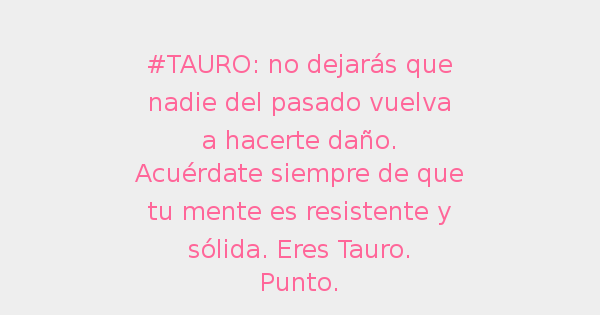 #TAURO: no dejarás que
nadie del pasado vuelva
a hacerte daño.
Acuérdate siempre de que
tu mente es resistente y
sólida. Eres Tauro.
Punto.